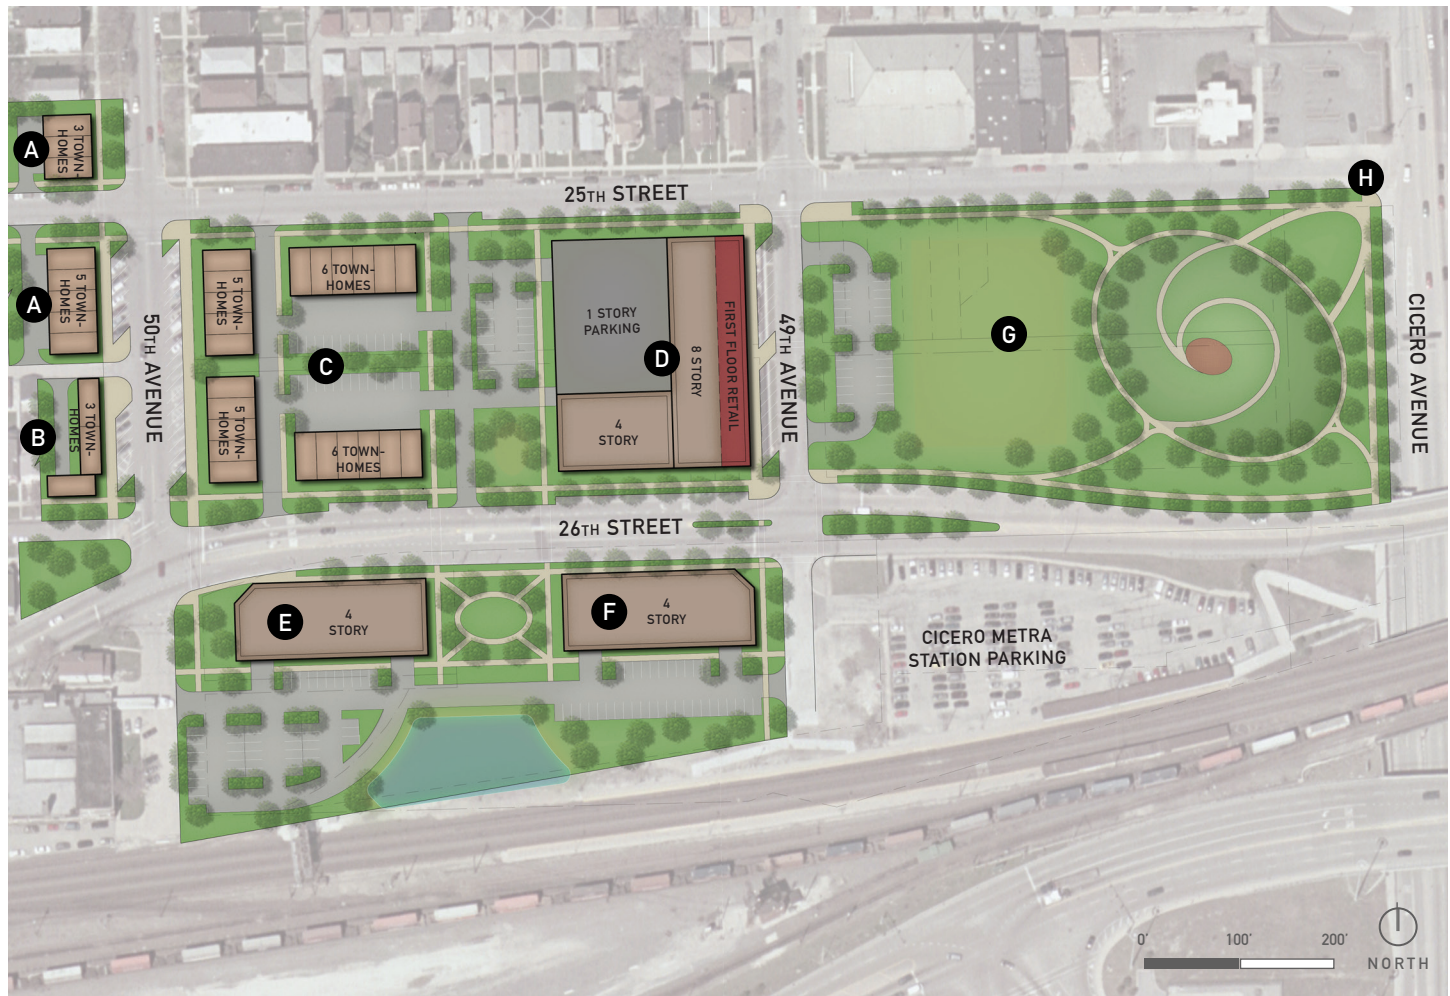 A
3 TOWN-
HOMES
25TH STREET
H
A
5 TOWN-
HOMES
50TH AVENUE
5 TOWN-
HOMES
6 TOWN-
HOMES
C
1 STORY
PARKING
D
8 STORY
FIRST FLOOR RETAIL
49TH AVENUE
G
CICERO AVENUE
B
3 TOWN-
HOMES
5 TOWN-
HOMES
6 TOWN-
HOMES
4
STORY
26TH STREET
E
4
STORY
F
4
STORY
CICERO METRA
STATION PARKING
0'
100'
200'
NORTH